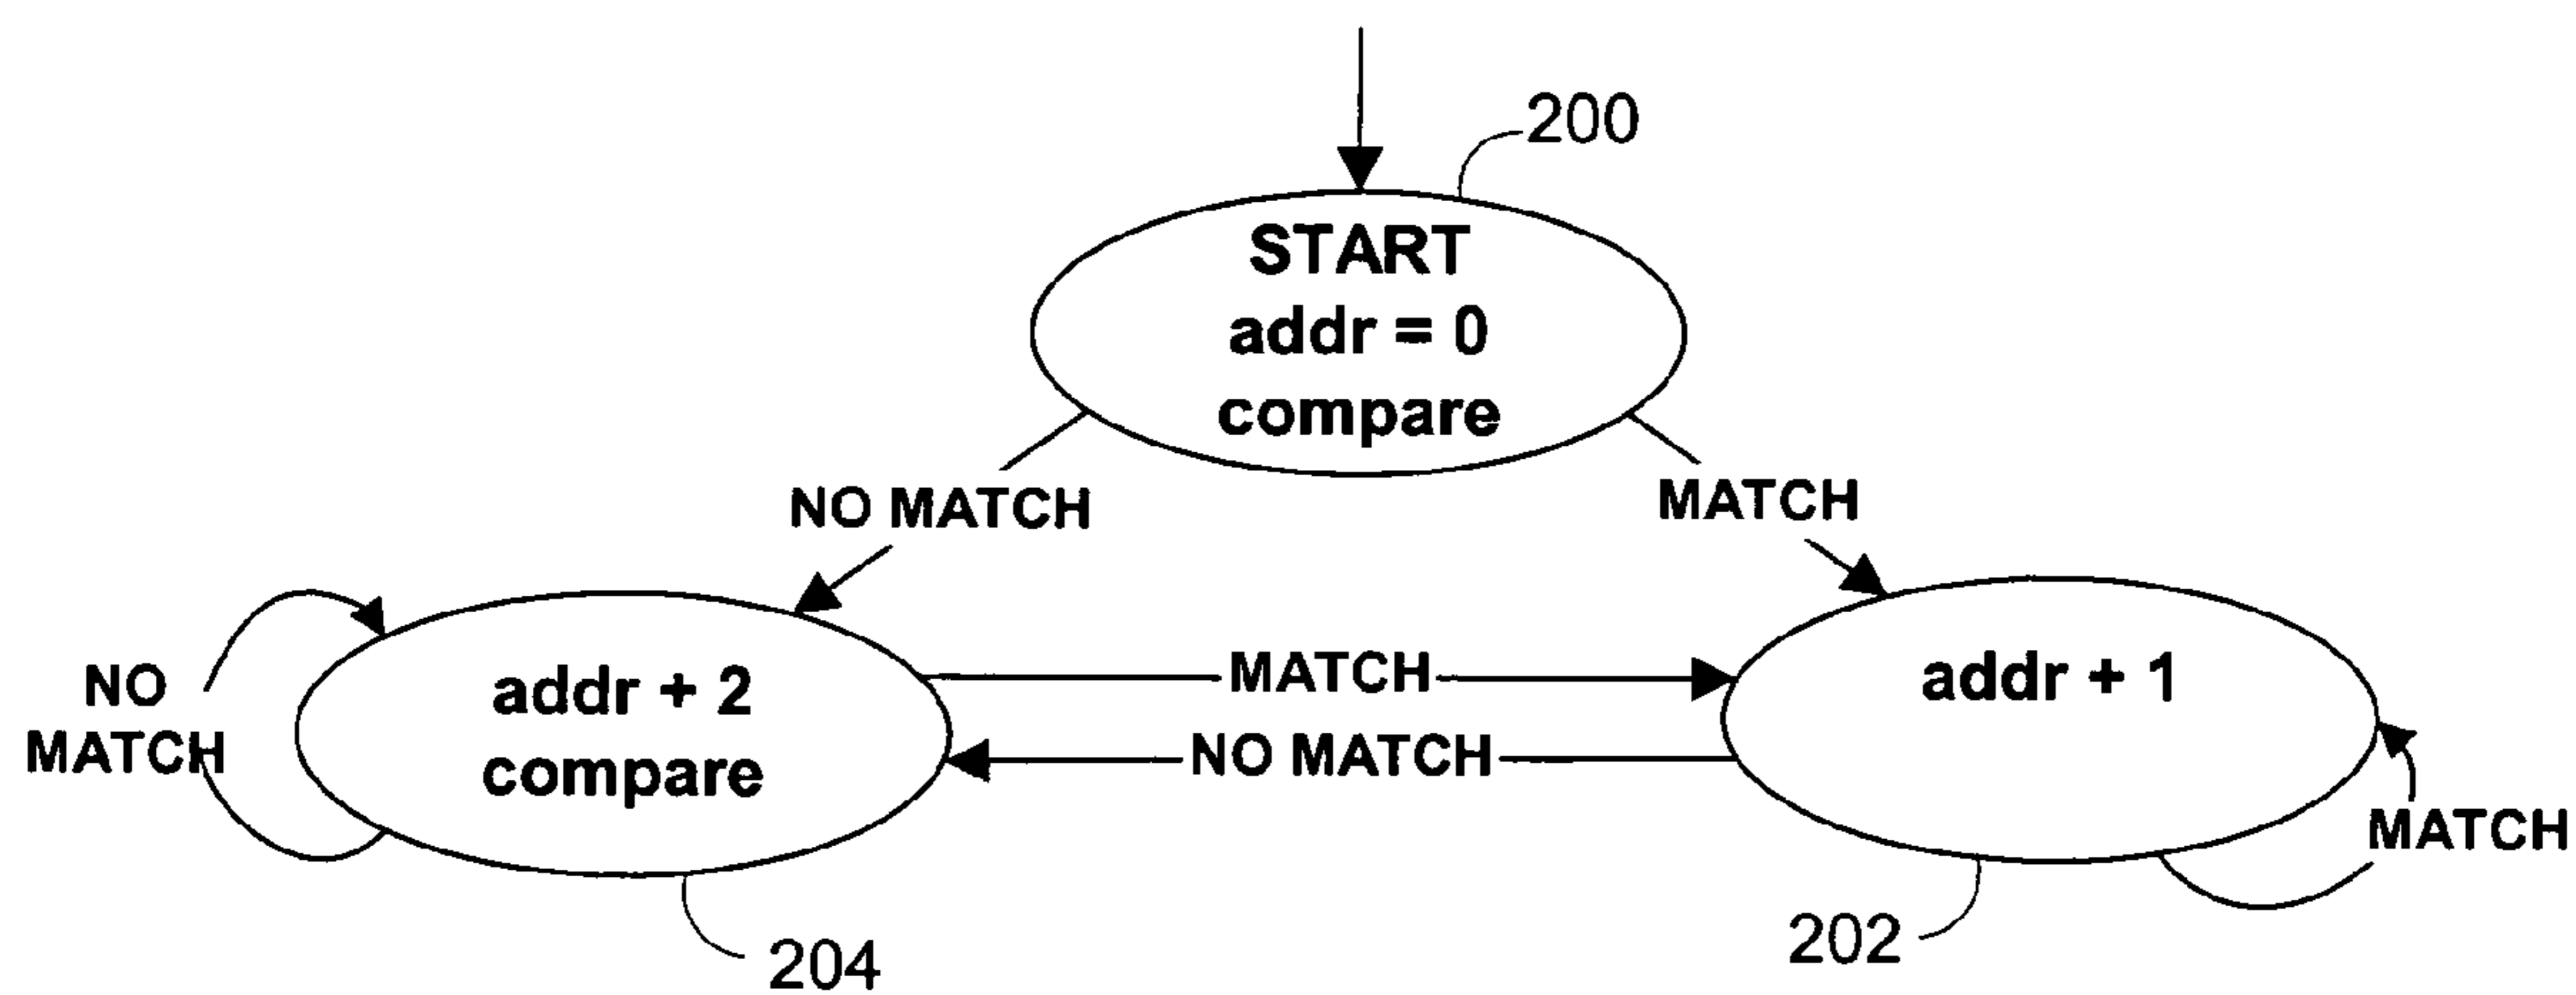 200
START
addr = 0
compare
NO MATCH
MATCH
NO
MATCH
addr + 2
compare
MATCH
NO MATCH
addr + 1
MATCH
204
202